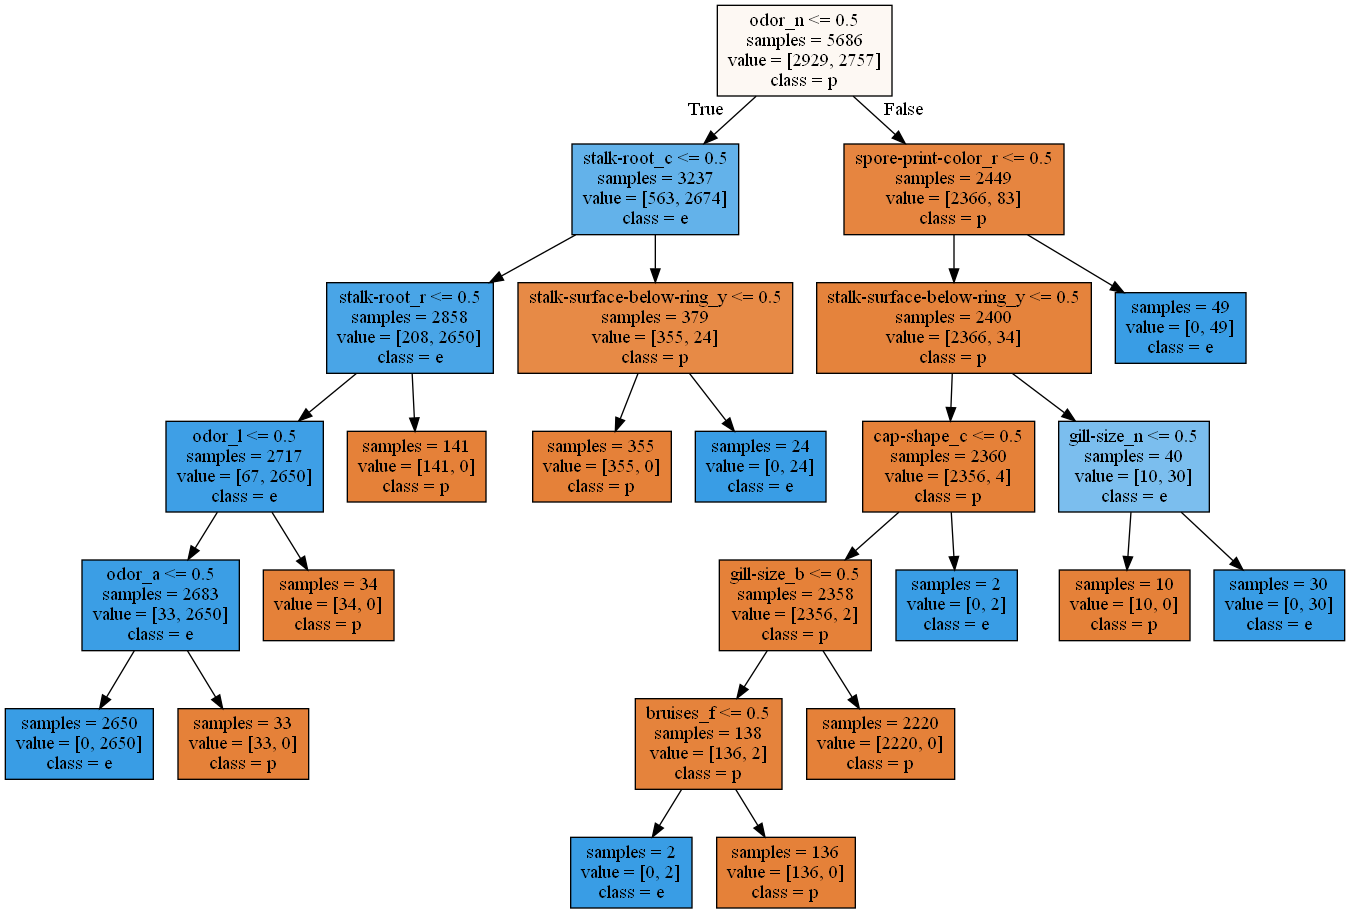 odor_n <= 0.5
samples = 5686
value = [2929, 2757]
class = p
True
False
stalk-root_c <= 0.5
samples = 3237
value = [563, 2674]
class = e
spore-print-color_r <= 0.5
samples = 2449
value = [2366, 83]
class = p
stalk-root_r <= 0.5
samples = 2858
value = [208, 2650]
class = e
stalk-surface-below-ring_y <= 0.5
samples = 379
value = [355, 24]
class = p
stalk-surface-below-ring_y <= 0.5
samples = 2400
value = [2366, 34]
class = p
samples = 49
value = [0, 49]
class = e
odor_l <= 0.5
samples = 2717
value = [67, 2650]
class = e
samples = 141
value = [141, 0]
class = p
samples = 355
value = [355, 0]
class = p
samples = 24
value = [0, 24]
class = e
cap-shape_c <= 0.5
samples = 2360
value = [2356, 4]
class = p
gill-size_n <= 0.5
samples = 40
value = [10, 30]
class = e
odor_a <= 0.5
samples = 2683
value = [33, 2650]
class = e
samples = 34
value = [34, 0]
class = p
gill-size_b <= 0.5
samples = 2358
value = [2356, 2]
class = p
samples = 2
value = [0, 2]
class = e
samples = 10
value = [10, 0]
class = p
samples = 30
value = [0, 30]
class = e
samples = 2650
value = [0, 2650]
class = e
samples = 33
value = [33, 0]
class = p
bruises_f <= 0.5
samples = 138
value = [136, 2]
class = p
samples = 2220
value = [2220, 0]
class = p
samples = 2
value = [0, 2]
class = e
samples = 136
value = [136, 0]
class = p